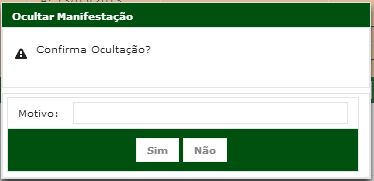 Ocultar Manifestação
Confirma Ocultação?
Motivo:
Sim Não